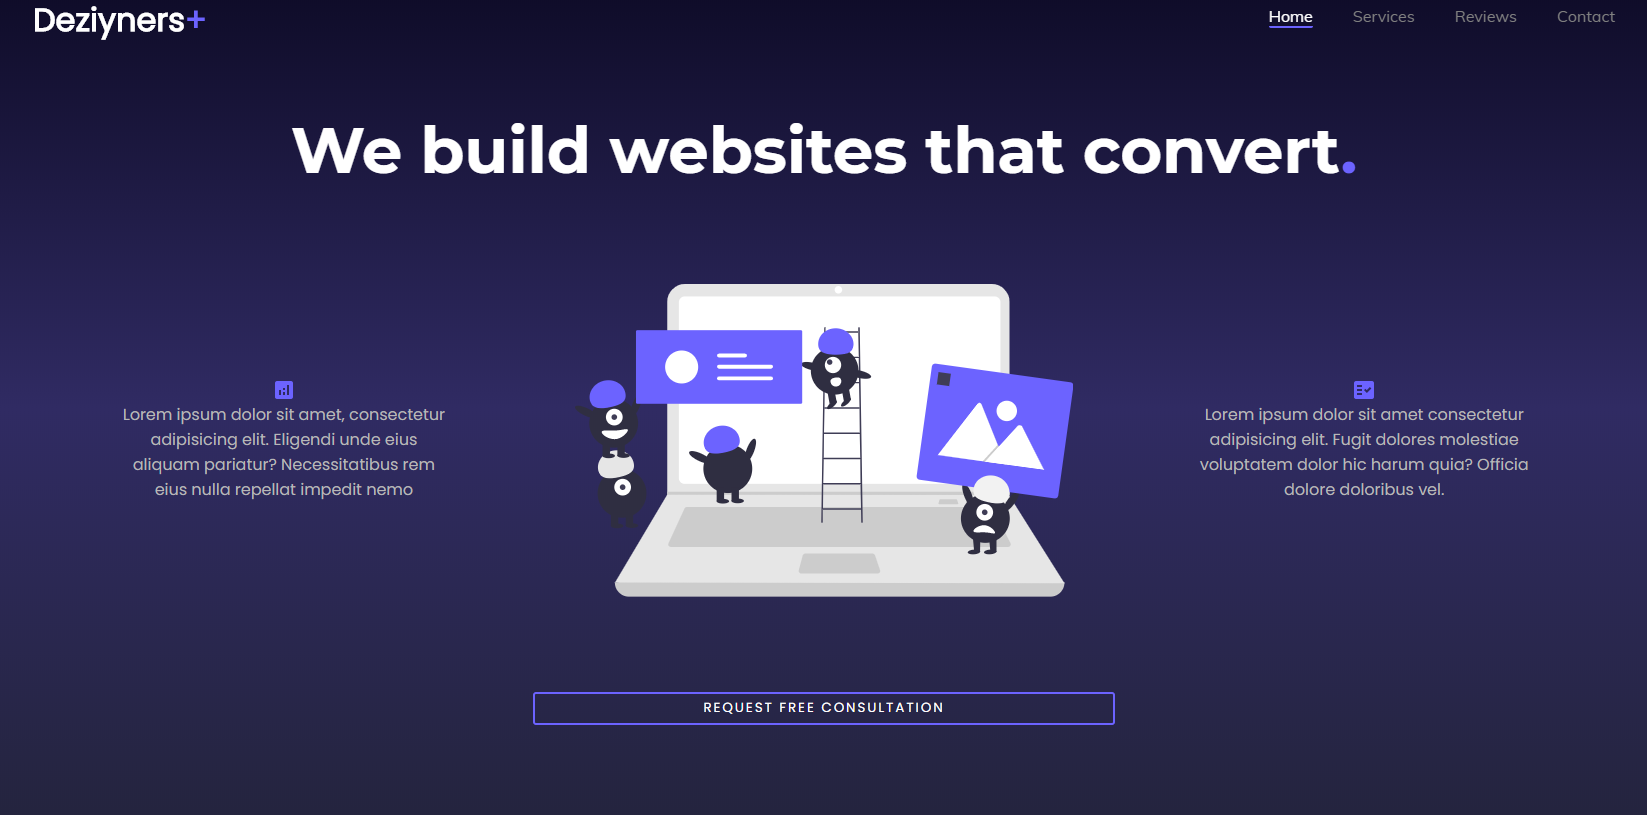 Deziyners+
Home Services Reviews Contact
We build websites that convert.
Lorem ipsum dolor sit amet, consectetur
adipisicing elit. Eligendi unde eius
aliquam pariatur? Necessitatibus rem
eius nulla repellat impedit nemo
Lorem ipsum dolor sit amet consectetur
adipisicing elit. Fugit dolores molestiae
voluptatem dolor hic harum quia? Officia
dolore doloribus vel.
REQUEST FREE CONSULTATION